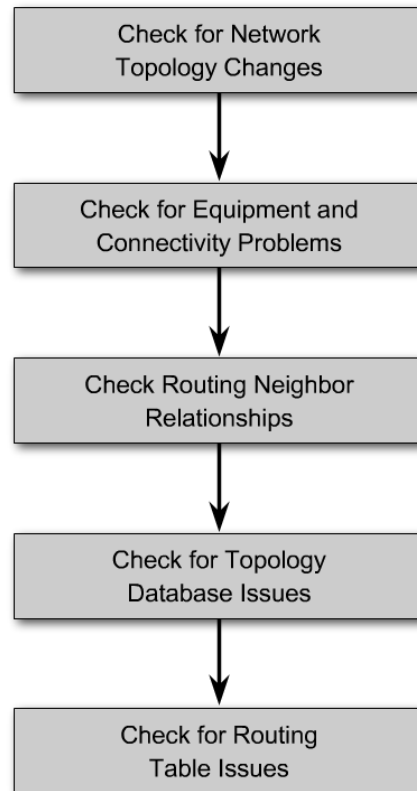 Check for Network
Topology Changes
Check for Equipment and
Connectivity Problems
Check Routing Neighbor
Relationships
Check for Topology
Database Issues
Check for Routing
Table Issues